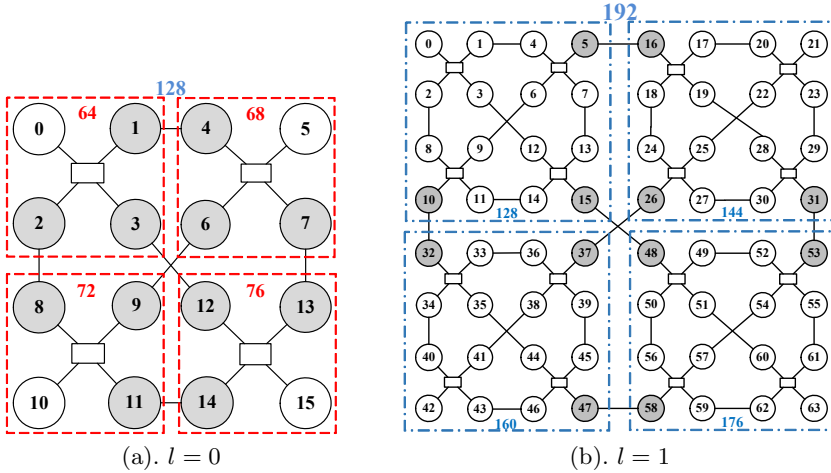 128
64
68
0
1
4
5
2
3
6
7
72
76
8
9
12
13
10
11
14
15
(a). l = 0
192
0 1 4 5 16 17 20 21
2 3 6 7 18 19 22 23
8 9 12 13 24 25 28 29
10 11 14 15 26 27 30 31
128 144
32 33 36 37 48 49 52 53
34 35 38 39 50 51 54 55
40 41 44 45 56 57 60 61
42 43 46 47 58 59 62 63
160 176
(b). l = 1